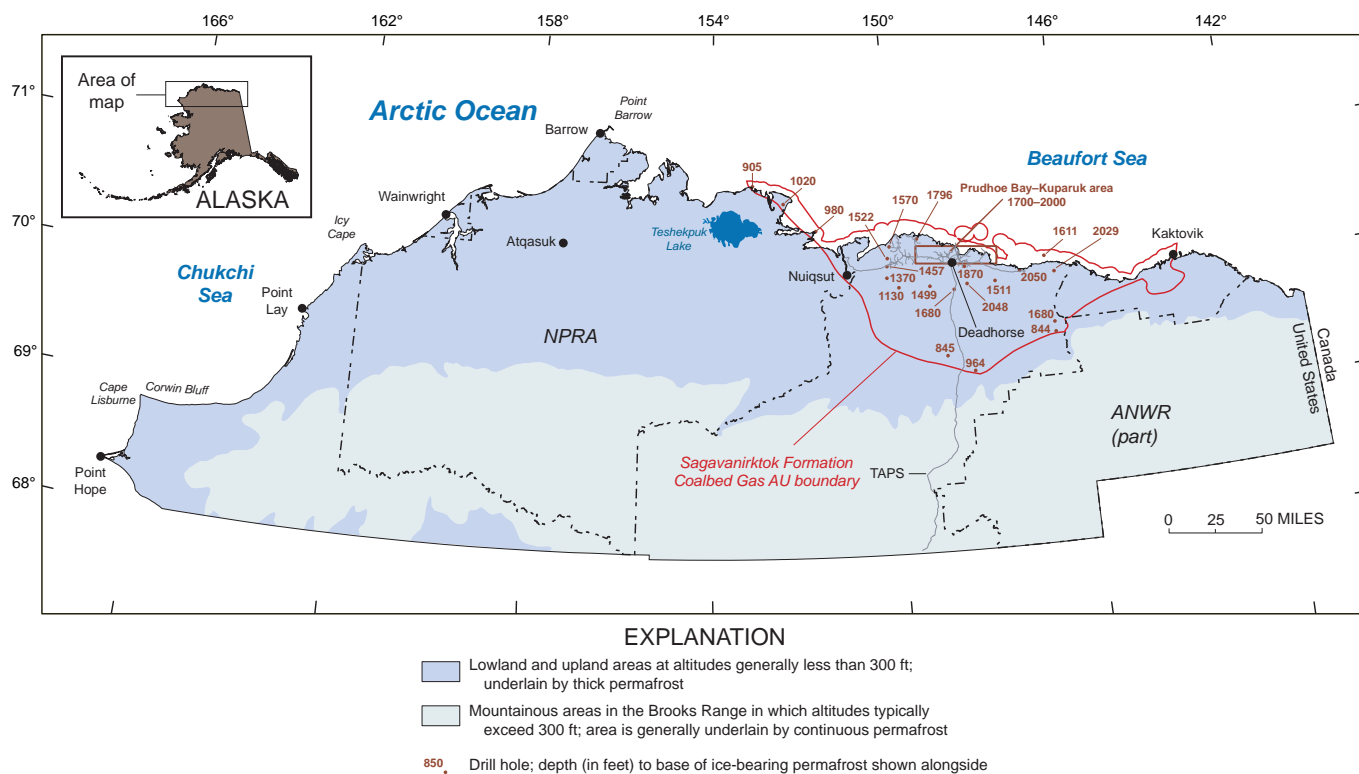 166°
162°
158°
154°
150°
146°
142°
71°
70°
69°
68°
Area of
map
ALASKA
Arctic Ocean
Point
Barrow
Barrow
Beaufort Sea
Wainwright
Icy
Cape
Atqasuk
Teshekpuk
Lake
Chukchi
Sea
Point
Lay
Nuiqsut
905
1020
980
1522
1570
1796
Prudhoe Bay–Kuparuk area
1700–2000
1611
2029
Kaktovik
1457
1370
1130
1499
1680
1870
2048
1511
2050
1680
844
Deadhorse
845
964
NPRA
Cape
Lisburne
Corwin Bluff
Point
Hope
ANWR
(part)
Canada
United States
Sagavanirktok Formation
Coalbed Gas AU boundary
TAPS
0 25 50 MILES
EXPLANATION
Lowland and upland areas at altitudes generally less than 300 ft;
underlain by thick permafrost
Mountainous areas in the Brooks Range in which altitudes typically
exceed 300 ft; area is generally underlain by continuous permafrost
850
Drill hole; depth (in feet) to base of ice-bearing permafrost shown alongside